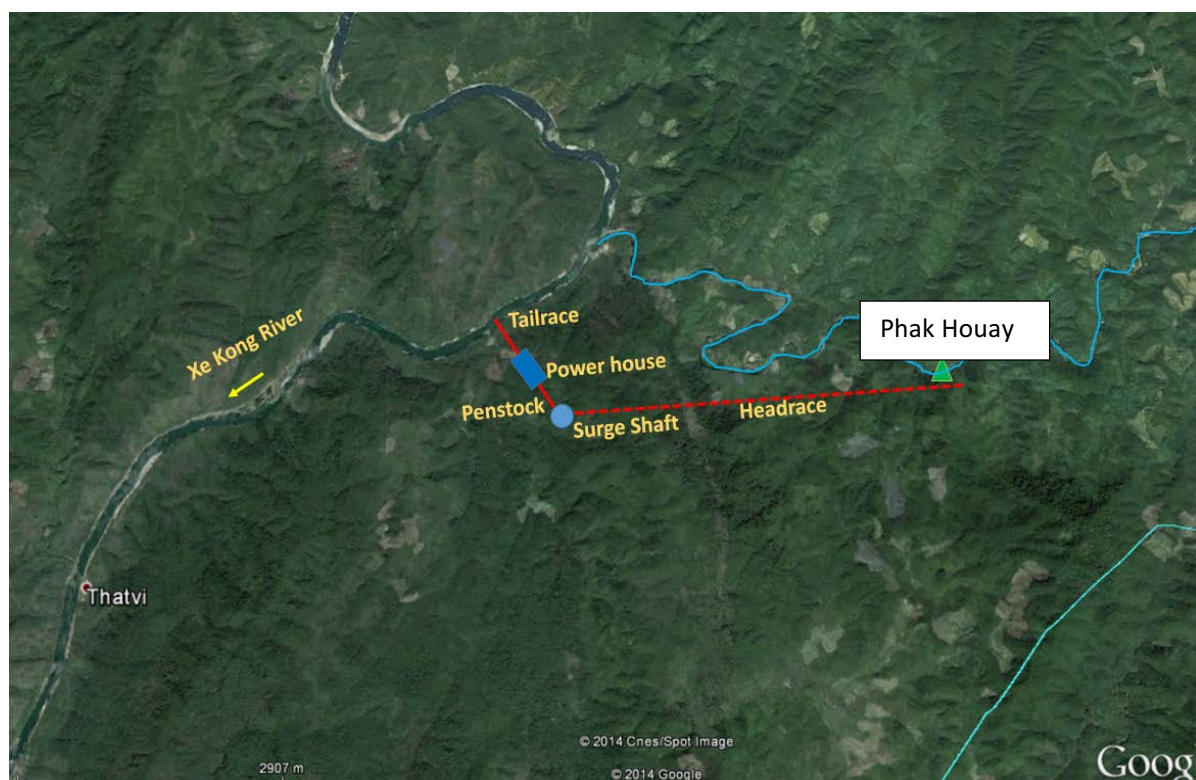 Phak Houay
Tailrace
Xe Kong River
Power house
Penstock
Headrace
Surge Shaft
Thatvi
© 2014 Cnes/Spot Image
2907 m
© 2014 Google
Goog